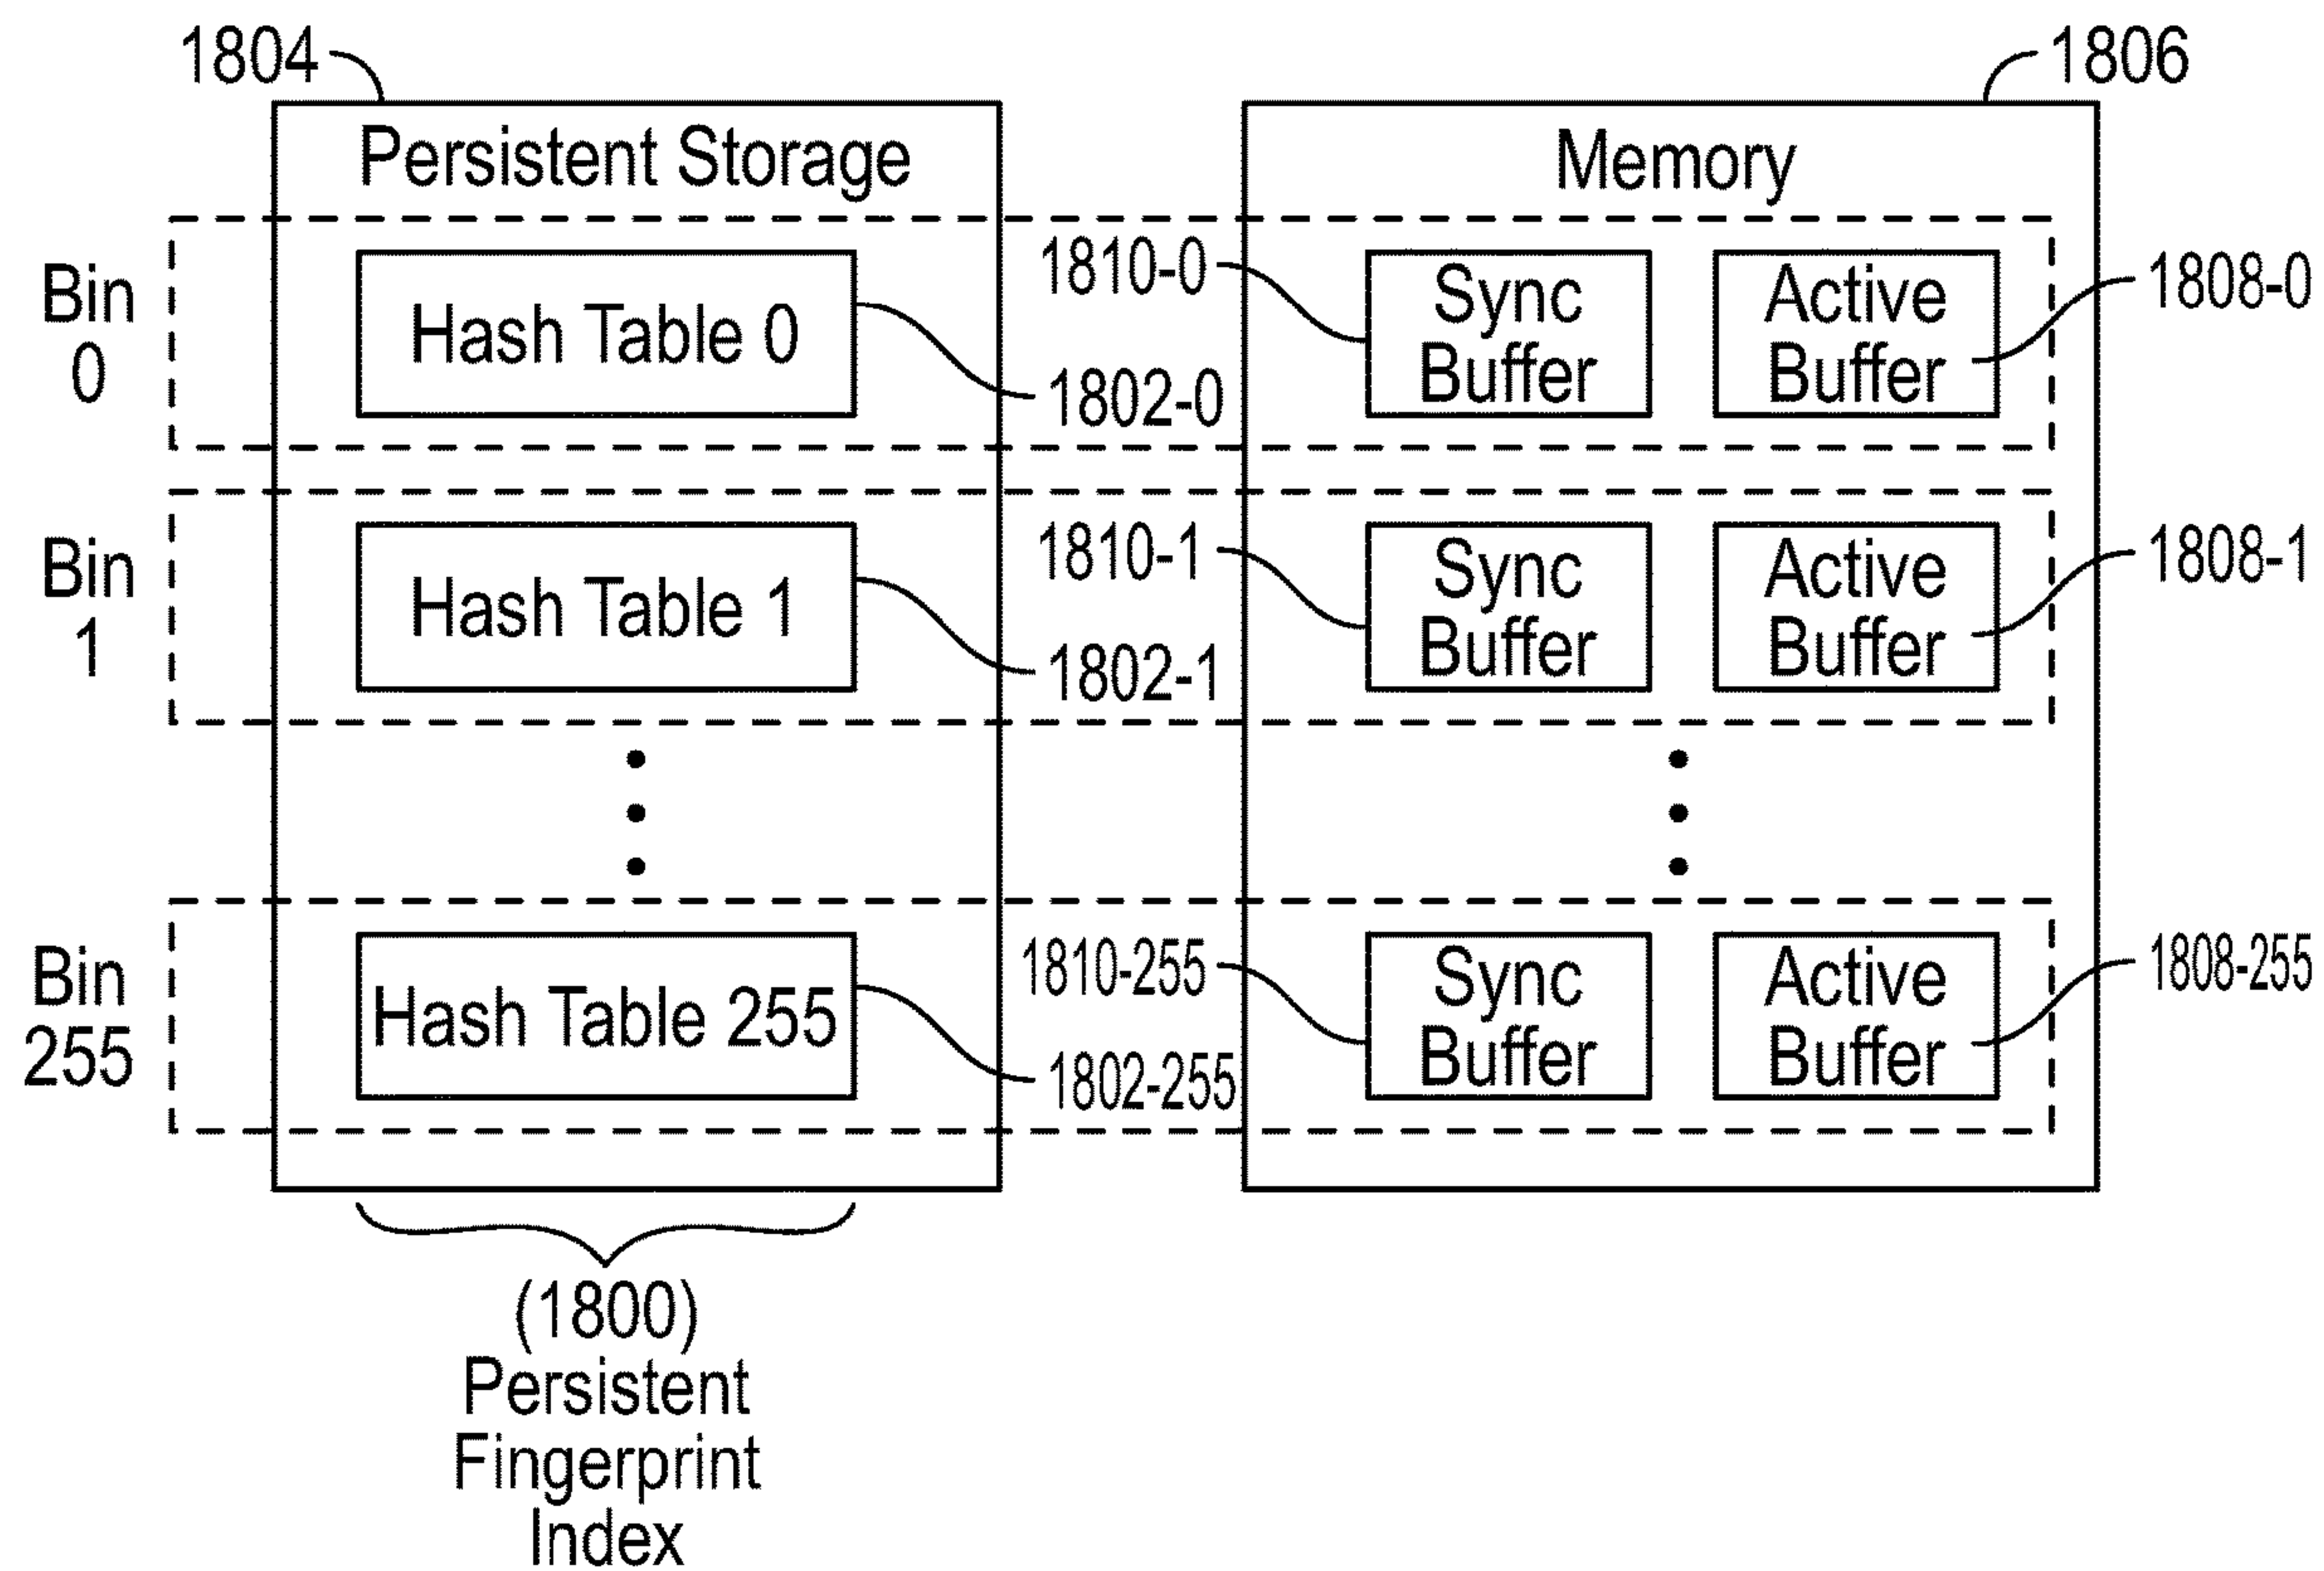 1804
1806
Persistent Storage
Memory
Bin
0
Hash Table 0
1810-0
1802-0
Sync
Buffer
Active
Buffer
1808-0
Bin
1
Hash Table 1
1810-1
1802-1
Sync
Buffer
Active
Buffer
1808-1
Bin
255
Hash Table 255
1810-255
1802-255
Sync
Buffer
Active
Buffer
1808-255
(1800)
Persistent
Fingerprint
Index